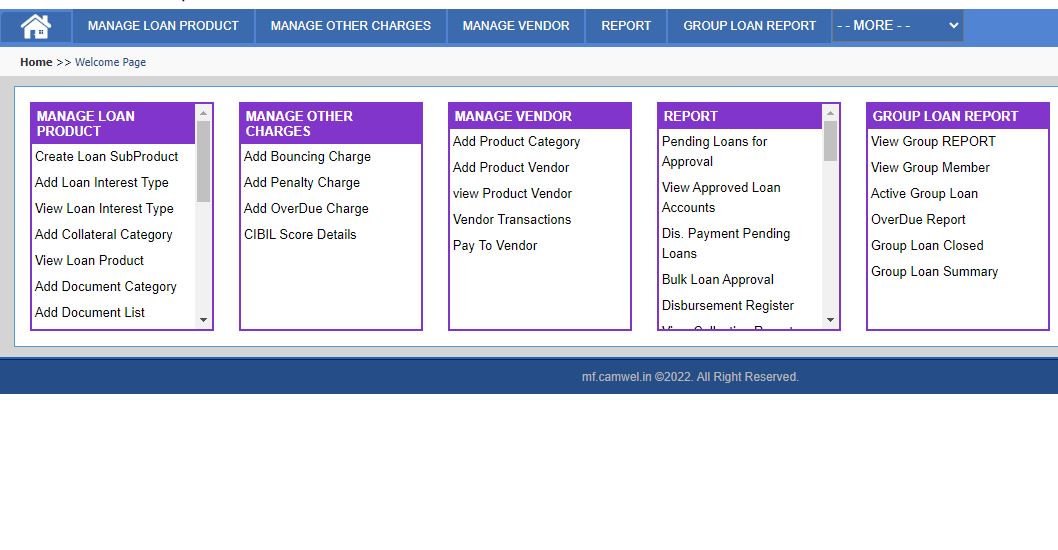 MANAGE LOAN PRODUCT MANAGE OTHER CHARGES MANAGE VENDOR REPORT GROUP LOAN REPORT - - MORE - -
Home >> Welcome Page
MANAGE LOAN
PRODUCT
Create Loan SubProduct
Add Loan Interest Type
View Loan Interest Type
Add Collateral Category
View Loan Product
Add Document Category
Add Document List
MANAGE OTHER
CHARGES
Add Bouncing Charge
Add Penalty Charge
Add OverDue Charge
CIBIL Score Details
MANAGE VENDOR
Add Product Category
Add Product Vendor
view Product Vendor
Vendor Transactions
Pay To Vendor
REPORT
Pending Loans for
Approval
View Approved Loan
Accounts
Dis. Payment Pending
Loans
Bulk Loan Approval
Disbursement Register
GROUP LOAN REPORT
View Group REPORT
View Group Member
Active Group Loan
OverDue Report
Group Loan Closed
Group Loan Summary
mf.camwel.in ©2022. All Right Reserved.